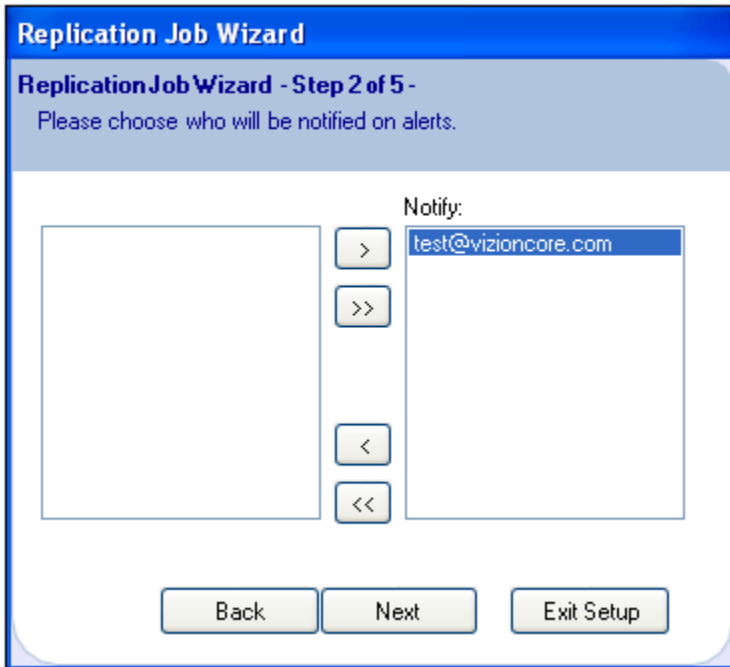 Replication Job Wizard
Replication Job Wizard - Step 2 of 5 -
Please choose who will be notified on alerts.
Notify:
>
test@vizioncore.com
>>
<
<<
Back
Next
Exit Setup